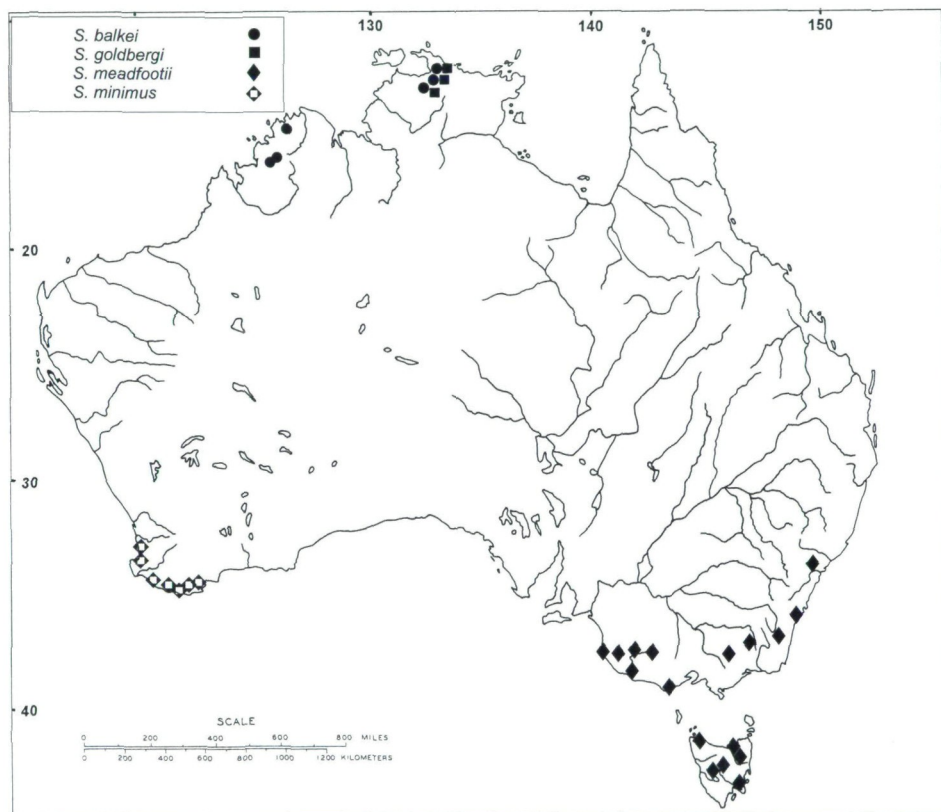 130 140 150
S. balkei
S. goldbergi
S. meadfootii
S. minimus
20
30
40
SCALE
0 200 400 600 800 MILES
0 200 400 600 800 1000 1200 KILOMETERS